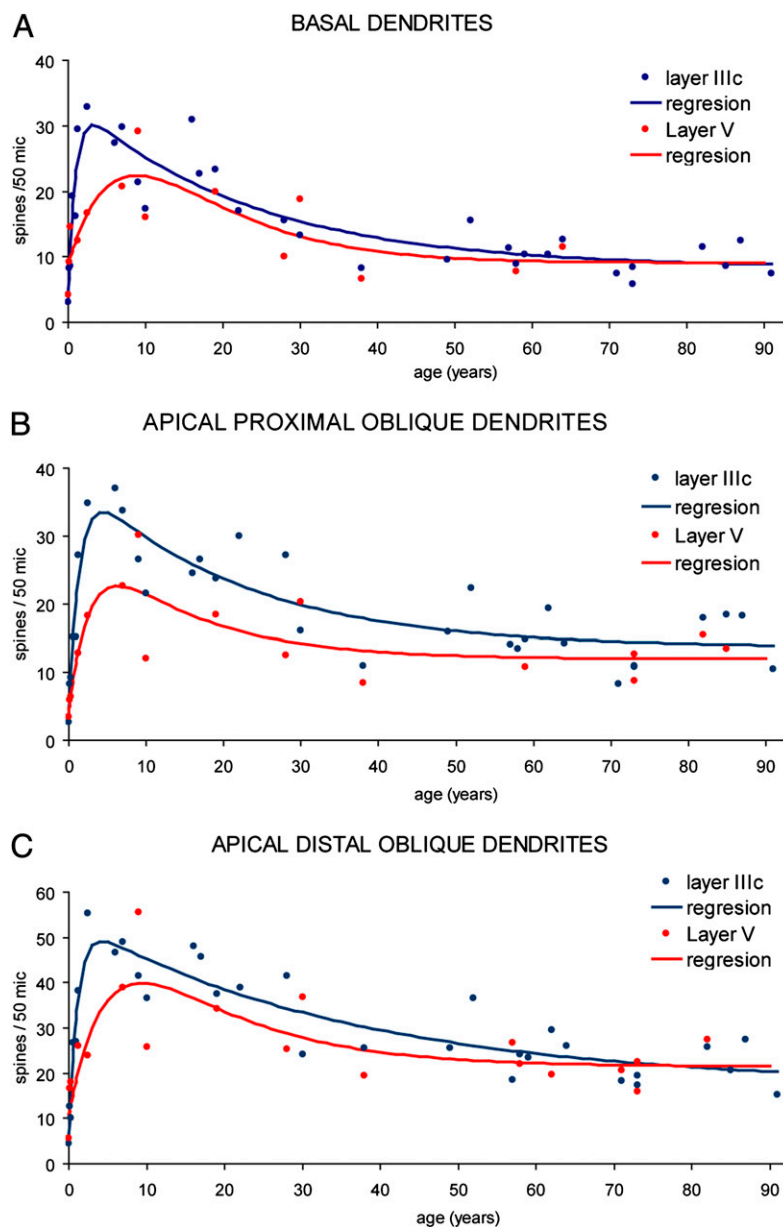 A
BASAL DENDRITES
40
30
20
10
0
spines /50 mic
layer IIIc
regresion
Layer V
regression
0 10 20 30 40 50 60 70 80 90
age (years)
B
APICAL PROXIMAL OBLIQUE DENDRITES
40
30
20
10
0
spines / 50 mic
layer IIIc
regresion
Layer V
regression
0 10 20 30 40 50 60 70 80 90
age (years)
C
APICAL DISTAL OBLIQUE DENDRITES
60
50
40
30
20
10
0
spines / 50 mic
layer IIIc
regresion
Layer V
regression
0 10 20 30 40 50 60 70 80 90
age (years)